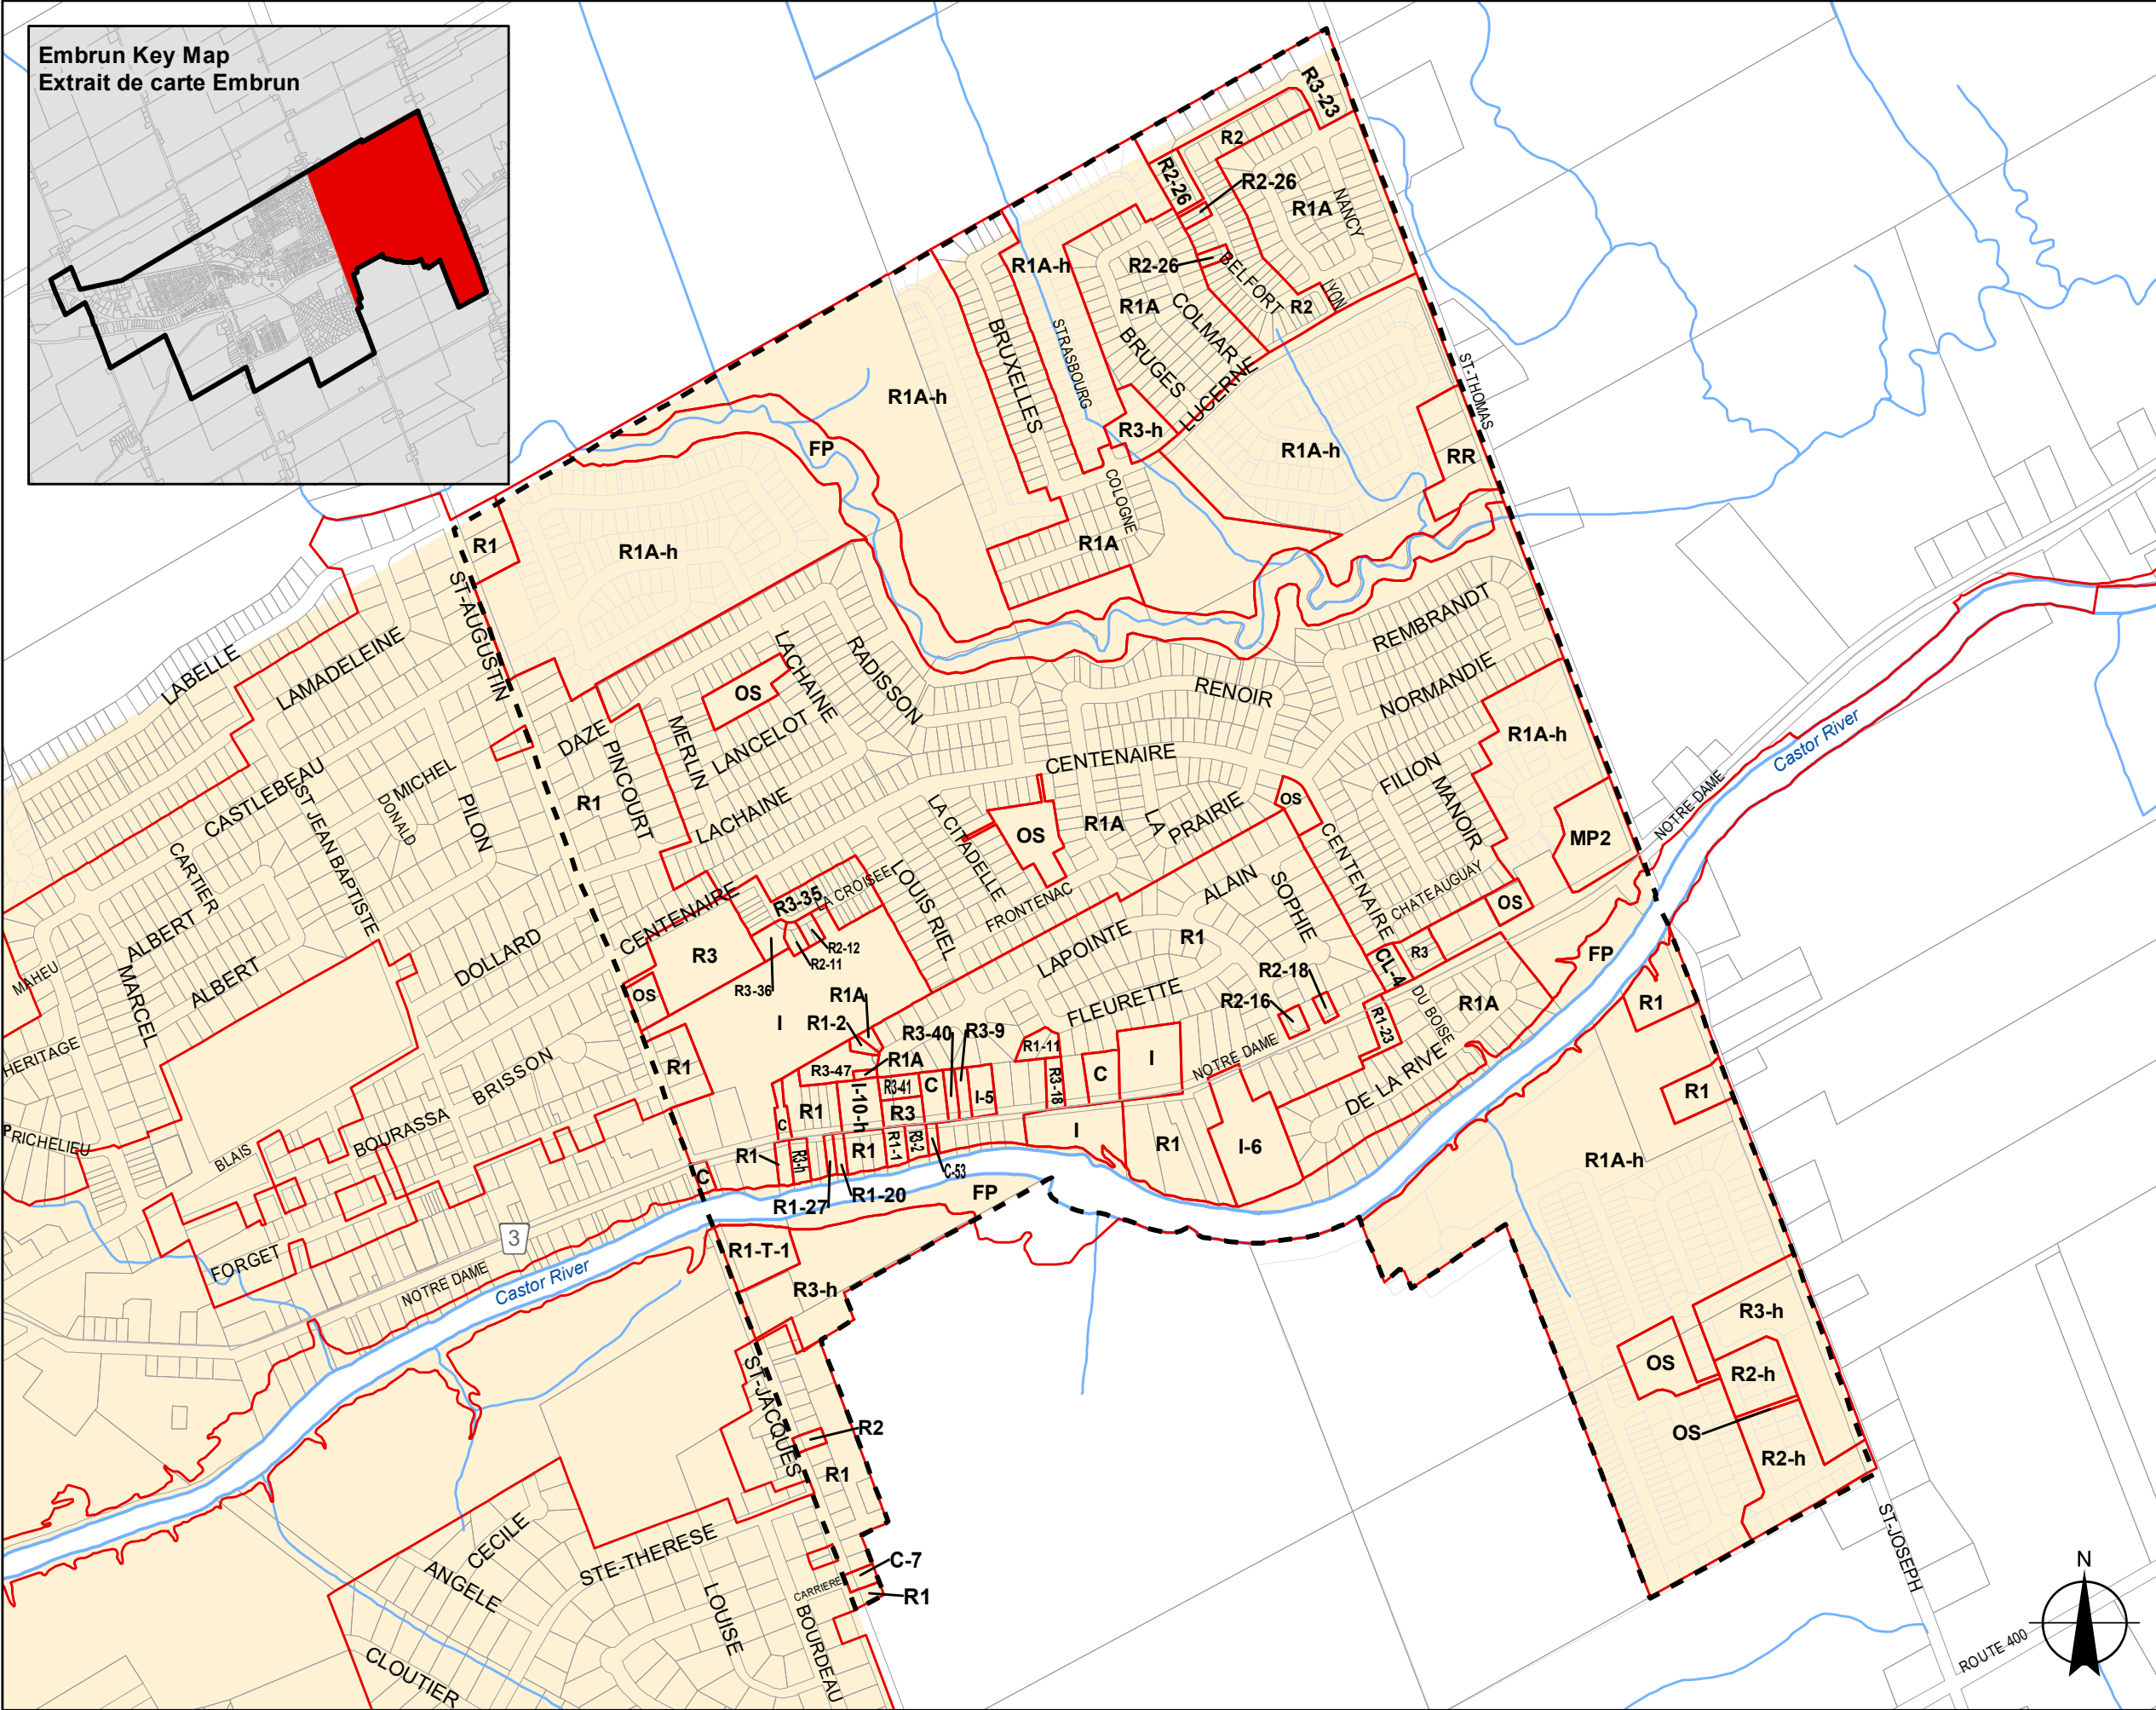 Embrun Key Map
Extrait de carte Embrun
R3-23
R2
R2-26
R2-26
R1A
NANCY
R1A-h
R2-26
BELFORT
LYON
R2
R1A
COLMAR
BRUGES
LUCERNE
BRUXELLES
STRASBOURG
ST-THOMAS
R1A-h
R3-h
R1A-h
RR
FP
COLOGNE
R1
R1A-h
R1A
ST-AUGUSTIN
LABELLE
LAMADELEINE
REMBRANDT
LACHAINE
RADISSON
RENOIR
NORMANDIE
OS
DAZE
MERLIN
LANCELOT
PINCOURT
R1
CENTENAIRE
R1A-h
FILION
MANOIR
CASTLEBEAU
ST JEAN BAPTISTE
MICHEL
DONALD
PILON
LACHAINE
LA CITADELLE
OS
R1A
LA PRAIRIE
OS
NOTRE DAME
Castor River
MP2
CARTIER
ALBERT
ALBERT
MARCEL
MAHEU
DOLLARD
CENTENAIRE
R3-35
LA CROISEE
LOUIS RIEL
FRONTENAC
ALAIN
SOPHIE
CENTENAIRE
CHATEAUGUAY
OS
R3
R2-12
R2-11
R3-36
OS
LAPOINTE
R1
R3
CL-4
FP
R2-18
R2-16
R1A
DU BOISE
R1
R1A
I
R1-2
FLEURETTE
R3-40
R3-9
R1-11
R1-23
HERITAGE
BRISSON
R1
R1A
R3-47
R3-41
C
I-5
R3-18
C
I
NOTRE DAME
DE LA RIVE
R1
RICHELIEU
BOURASSA
BLAIS
C
R1
I-10-h
R3
I
R1
I-6
R1-1
R3-2
R1
R3-h
R1
C-53
C
R1-27
R1-20
FP
R1A-h
3
FORGET
NOTRE DAME
Castor River
R1-T-1
R3-h
R3-h
OS
R2-h
OS
R2-h
ST-JACQUES
R2
R1
CECILE
ANGELE
STE-THERESE
C-7
R1
CARRIERE
LOUISE
BOURDEAU
CLOUTIER
ST-JOSEPH
ROUTE 400
N